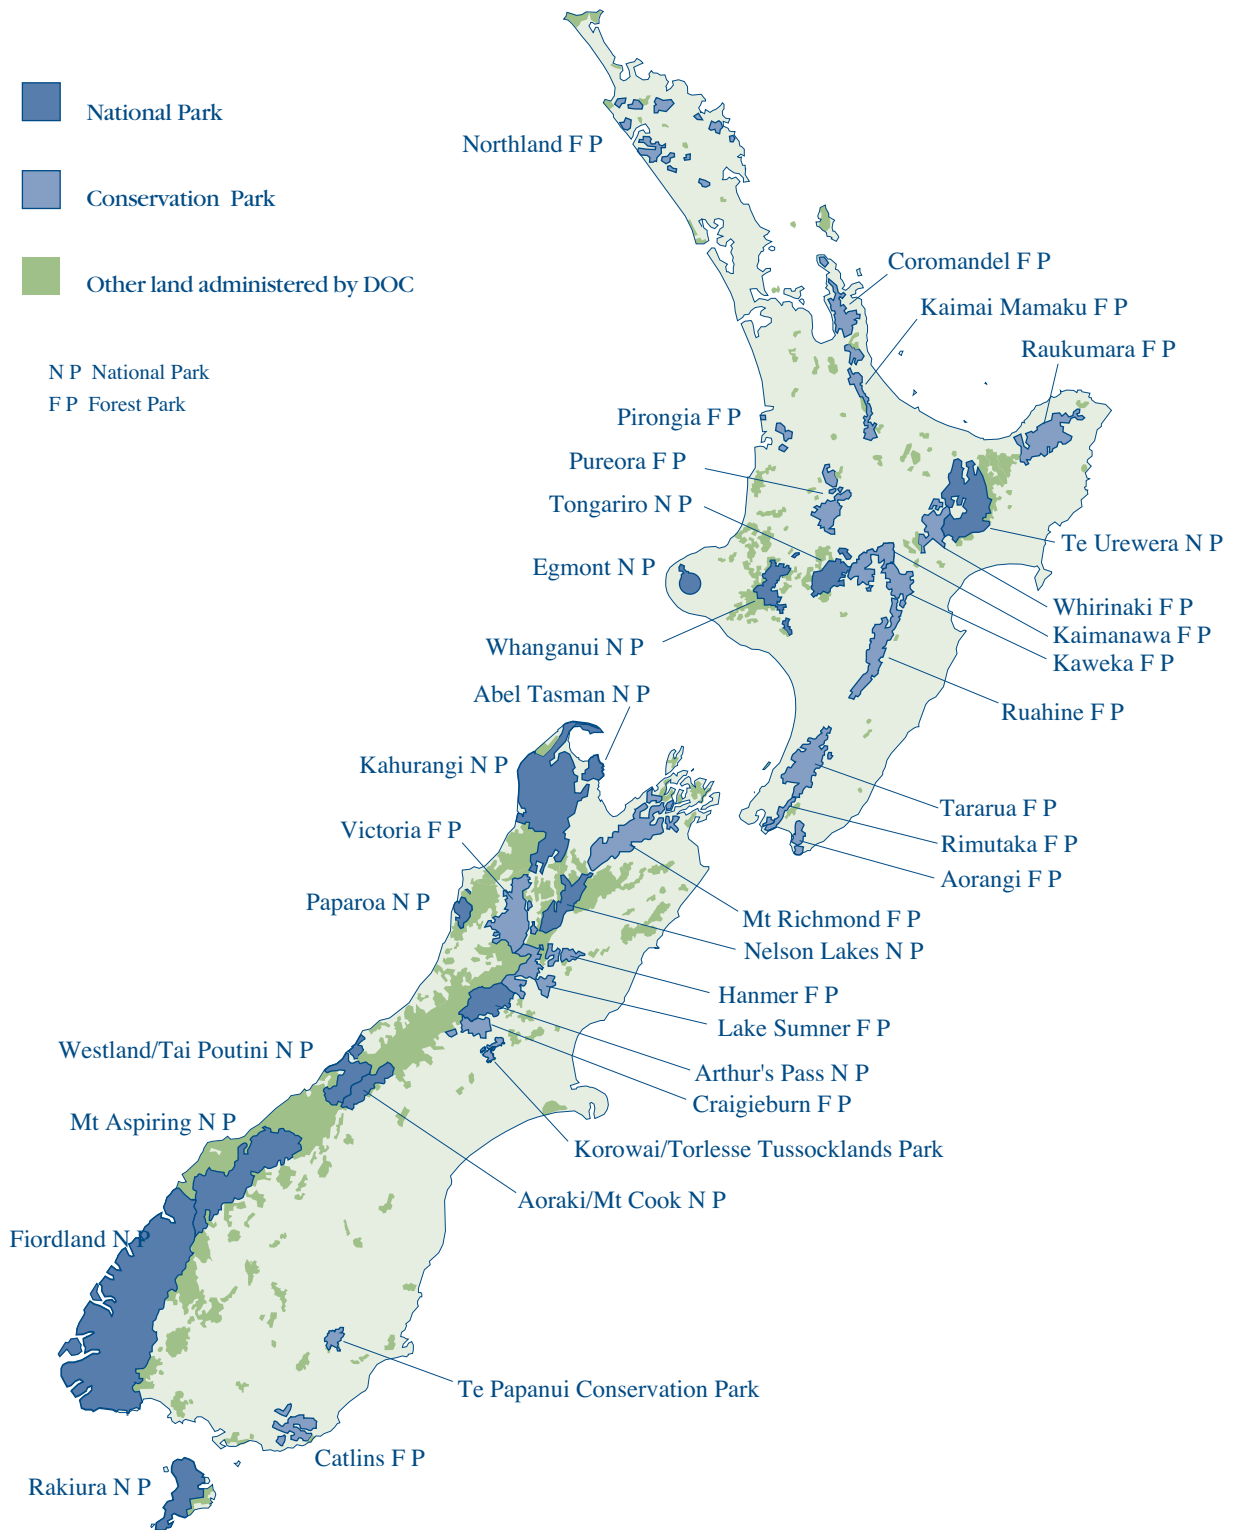 National Park
Northland F P
Conservation Park
Coromandel F P
Other land administered by DOC
Kaimai Mamaku F P
Raukumara F P
N P National Park
F P Forest Park
Pirongia F P
Pureora F P
Tongariro N P
Te Urewera N P
Egmont N P
Whirinaki F P
Kaimanawa F P
Whanganui N P
Kaweka F P
Abel Tasman N P
Ruahine F P
Kahurangi N P
Tararua F P
Victoria F P
Rimutaka F P
Aorangi F P
Paparoa N P
Mt Richmond F P
Nelson Lakes N P
Hanmer F P
Lake Sumner F P
Westland/Tai Poutini N P
Arthur's Pass N P
Craigieburn F P
Mt Aspiring N P
Korowai/Torlesse Tussocklands Park
Aoraki/Mt Cook N P
Fiordland N P
Te Papanui Conservation Park
Catlins F P
Rakiura N P